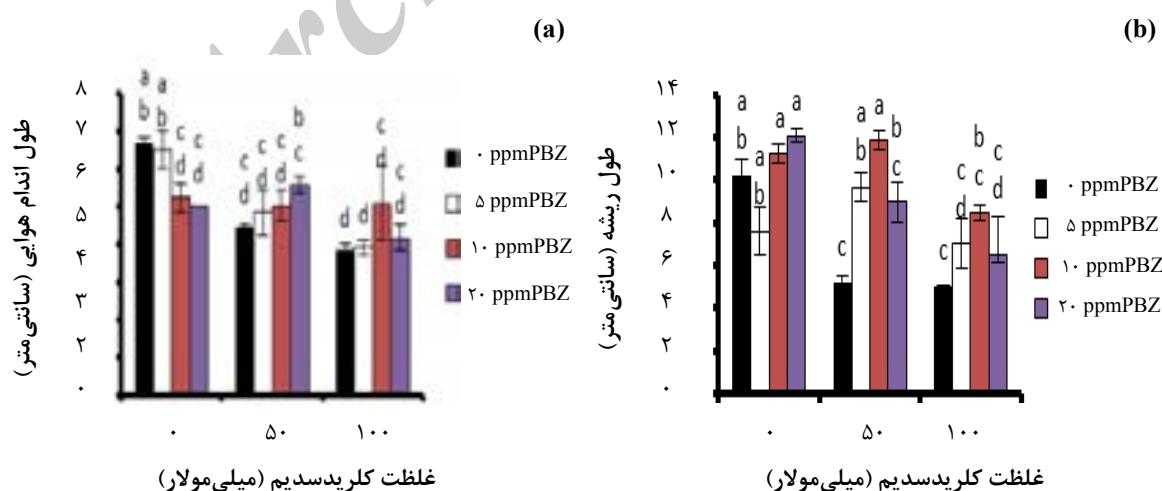 (a)
طول اندام هوایی (سانتی‌متر)
۸
۷
۶
۵
۴
۳
۲
۰
a a
b b c c
d d
c c c b
d d d c
d d c c
d d
۰ ppmPBZ
۵ ppmPBZ
۱۰ ppmPBZ
۲۰ ppmPBZ
۰ ۵۰ ۱۰۰
غلظت کلریدسدیم (میلی‌مولار)
(b)
طول ریشه (سانتی‌متر)
۱۴
۱۲
۱۰
۸
۶
۴
۲
۰
a a a a
b b
c a a b
b c
c c b c
d c d
۰ ppmPBZ
۵ ppmPBZ
۱۰ ppmPBZ
۲۰ ppmPBZ
۰ ۵۰ ۱۰۰
غلظت کلریدسدیم (میلی‌مولار)